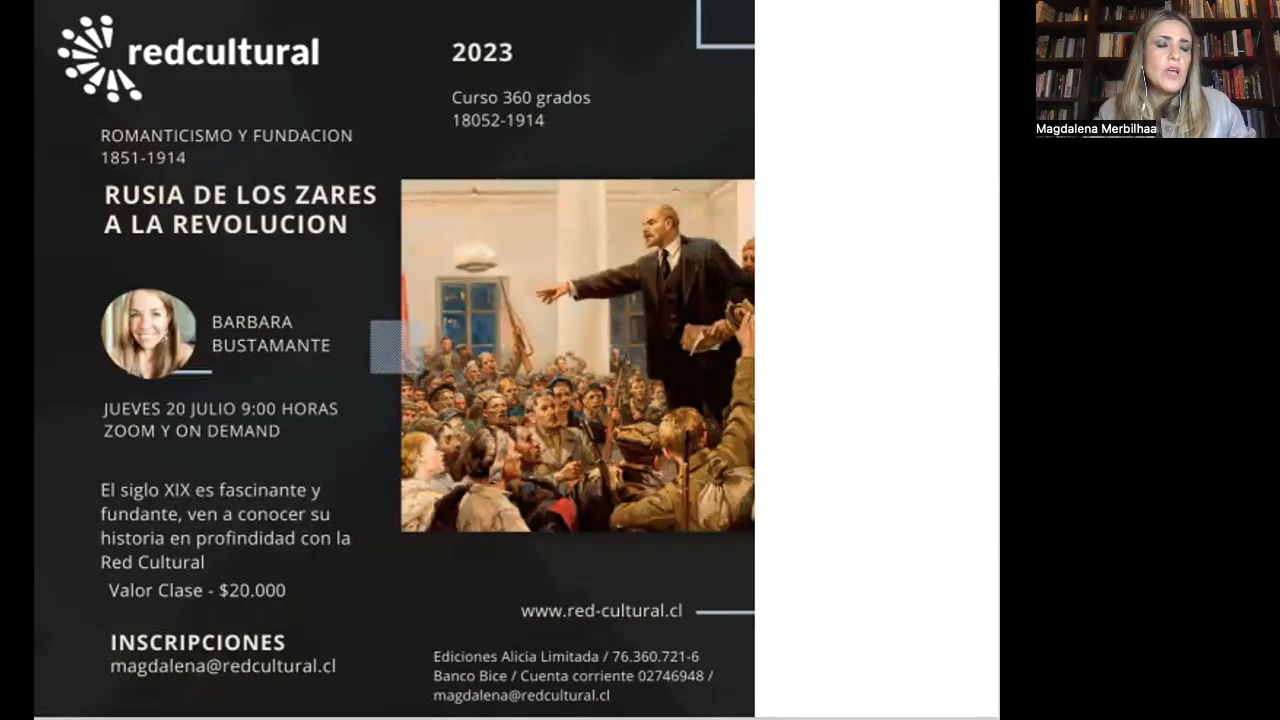 redcultural
2023
Curso 360 grados
18052-1914
ROMANTICISMO Y FUNDACION
1851-1914
RUSIA DE LOS ZARES
A LA REVOLUCION
BARBARA
BUSTAMANTE
JUEVES 20 JULIO 9:00 HORAS
ZOOM Y ON DEMAND
El siglo XIX es fascinante y
fundante, ven a conocer su
historia en profindidad con la
Red Cultural
Valor Clase - $20.000
INSCRIPCIONES
magdalena@redcultural.cl
www.red-cultural.cl
Ediciones Alicia Limitada / 76.360.721-6
Banco Bice / Cuenta corriente 02746948 /
magdalena@redcultural.cl
Magdalena Merbilhaa